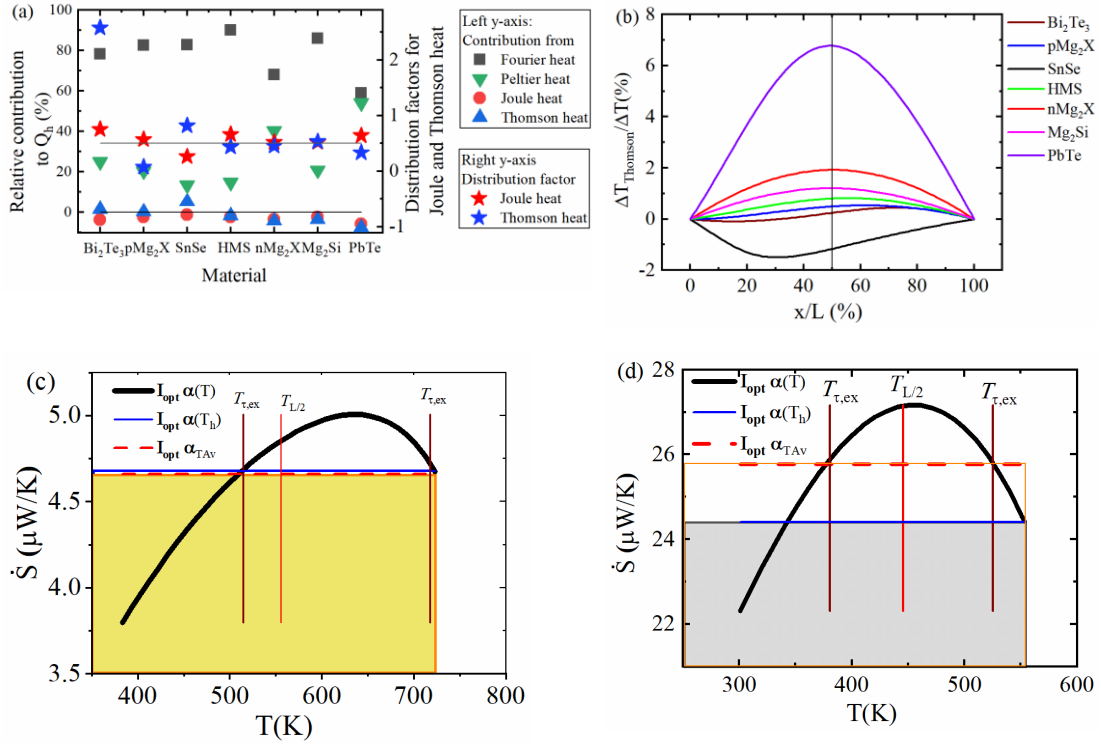 (a)
Relative contribution
to Q_h (%)
100
80
60
40
20
0
2
1
0
-1
Distribution factors for
Joule and Thomson heat
Bi₂Te₃ pMg₂X SnSe HMS nMg₂X Mg₂Si PbTe
Material
Left y-axis:
Contribution from
Fourier heat
Peltier heat
Joule heat
Thomson heat
Right y-axis
Distribution factor
Joule heat
Thomson heat
(b)
ΔT_Thomson/ΔT(%)
8
6
4
2
0
-2
0 20 40 60 80 100
x/L (%)
Bi₂Te₃
pMg₂X
SnSe
HMS
nMg₂X
Mg₂Si
PbTe
(c)
I_opt α(T)
I_opt α(T_h)
I_opt α_TAv
T_τ,ex
T_L/2
T_τ,ex
Ṡ (µW/K)
5.0
4.5
4.0
3.5
400 500 600 700 800
T(K)
(d)
I_opt α(T)
I_opt α(T_h)
I_opt α_TAv
T_τ,ex
T_L/2
T_τ,ex
Ṡ (µW/K)
28
26
24
22
300 400 500 600
T(K)